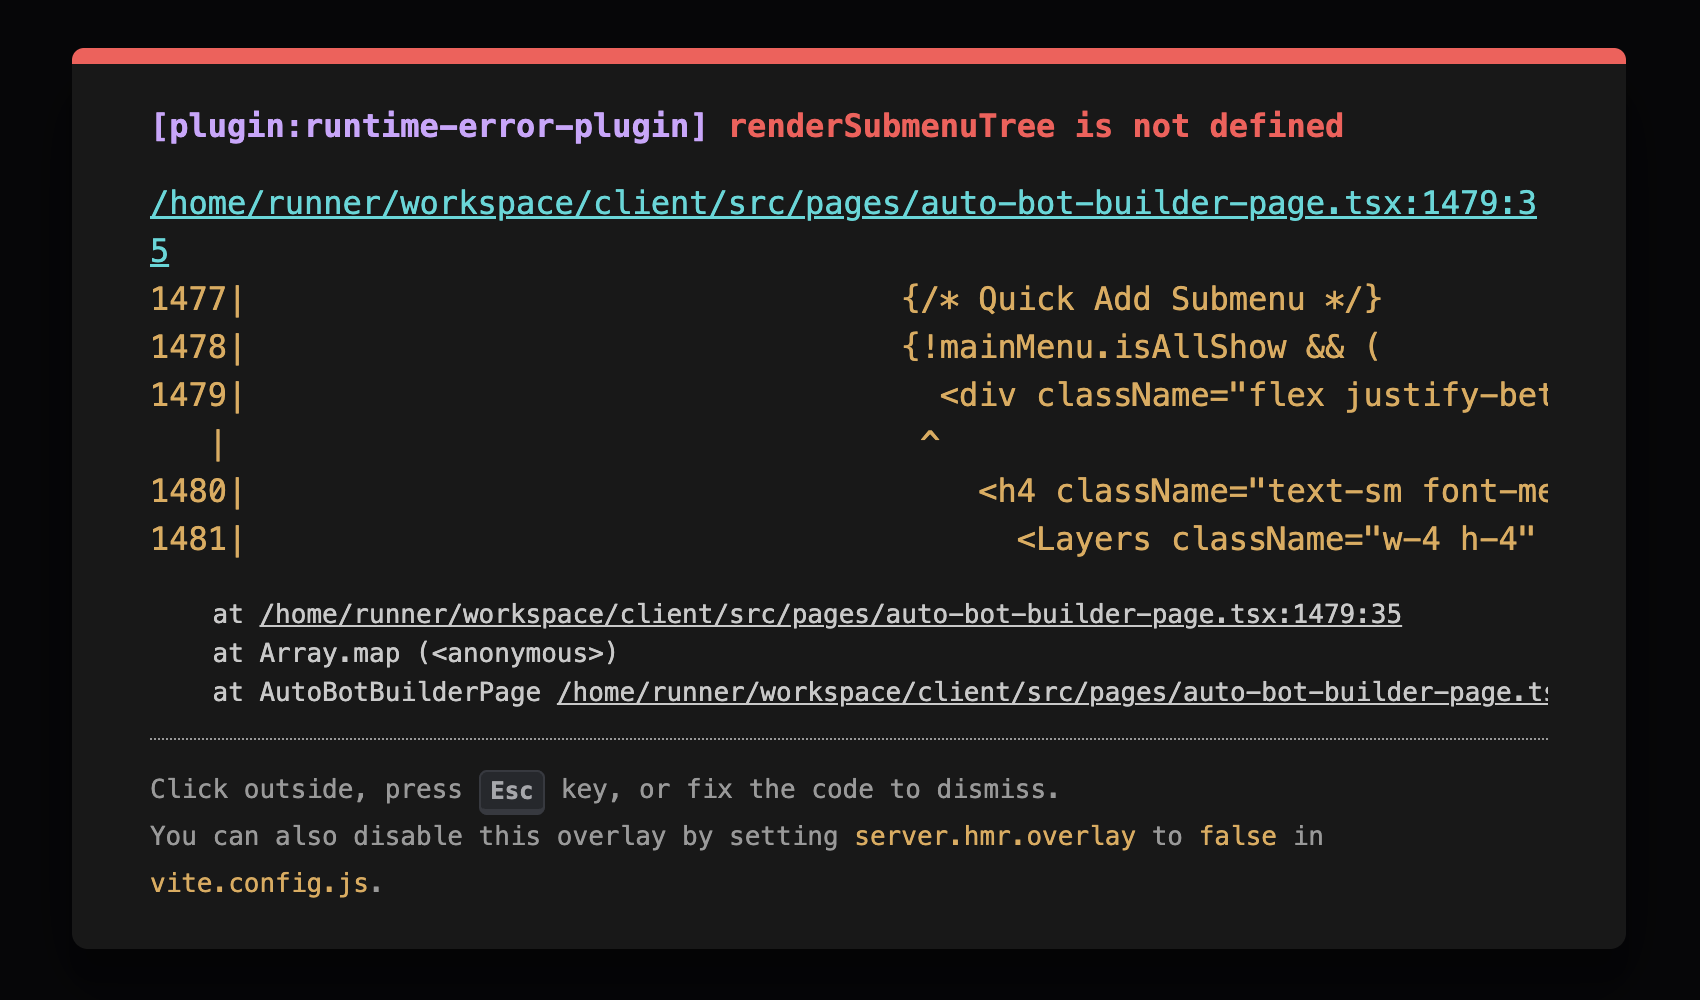 [plugin:runtime-error-plugin] renderSubmenuTree is not defined
/home/runner/workspace/client/src/pages/auto-bot-builder-page.tsx:1479:3
5
1477|                                   {/* Quick Add Submenu */}
1478|                                   {!mainMenu.isAllShow && (
1479|                                     <div className="flex justify-bet
   |                                    ^
1480|                                       <h4 className="text-sm font-me
1481|                                         <Layers className="w-4 h-4"
at /home/runner/workspace/client/src/pages/auto-bot-builder-page.tsx:1479:35
at Array.map (<anonymous>)
at AutoBotBuilderPage /home/runner/workspace/client/src/pages/auto-bot-builder-page.ts
Click outside, press Esc key, or fix the code to dismiss.
You can also disable this overlay by setting server.hmr.overlay to false in
vite.config.js.